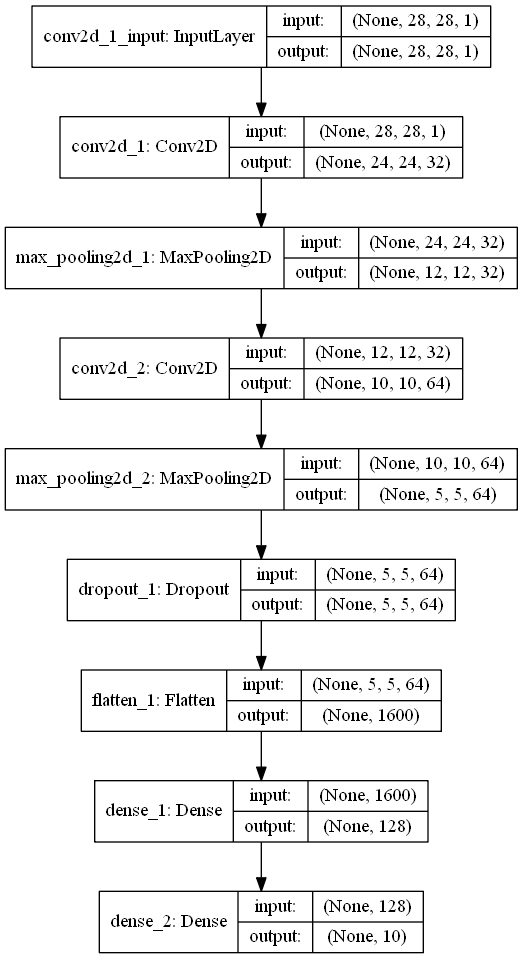 conv2d_1_input: InputLayer
input: (None, 28, 28, 1)
output: (None, 28, 28, 1)
conv2d_1: Conv2D
input: (None, 28, 28, 1)
output: (None, 24, 24, 32)
max_pooling2d_1: MaxPooling2D
input: (None, 24, 24, 32)
output: (None, 12, 12, 32)
conv2d_2: Conv2D
input: (None, 12, 12, 32)
output: (None, 10, 10, 64)
max_pooling2d_2: MaxPooling2D
input: (None, 10, 10, 64)
output: (None, 5, 5, 64)
dropout_1: Dropout
input: (None, 5, 5, 64)
output: (None, 5, 5, 64)
flatten_1: Flatten
input: (None, 5, 5, 64)
output: (None, 1600)
dense_1: Dense
input: (None, 1600)
output: (None, 128)
dense_2: Dense
input: (None, 128)
output: (None, 10)